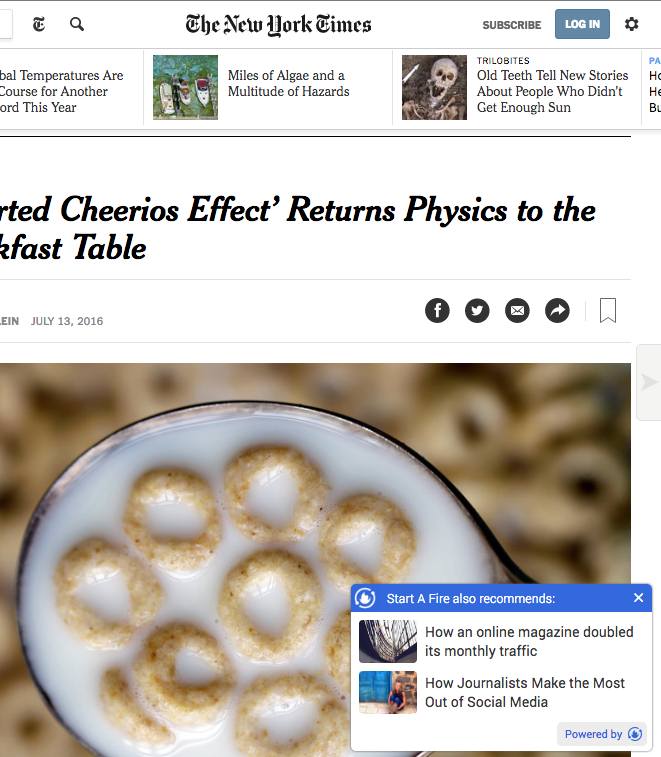 The New York Times
SUBSCRIBE
LOG IN
bal Temperatures Are
Course for Another
ord This Year
Miles of Algae and a
Multitude of Hazards
TRILOBITES
Old Teeth Tell New Stories
About People Who Didn't
Get Enough Sun
PA
Ho
He
Bu
rted Cheerios Effect’ Returns Physics to the
kfast Table
LEIN JULY 13, 2016
Start A Fire also recommends:
How an online magazine doubled
its monthly traffic
How Journalists Make the Most
Out of Social Media
Powered by